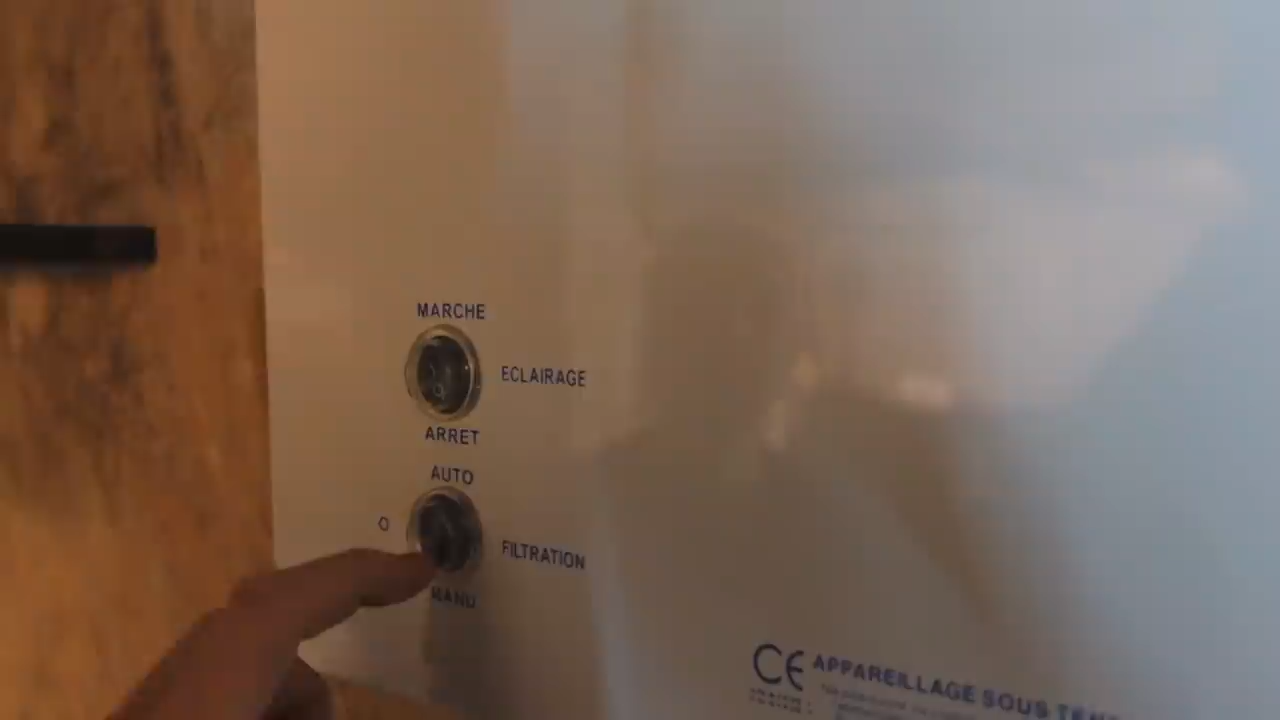 MARCHE
ECLAIRAGE
ARRET
AUTO
O
FILTRATION
MANU
CE APPAREILLAGE SOUS